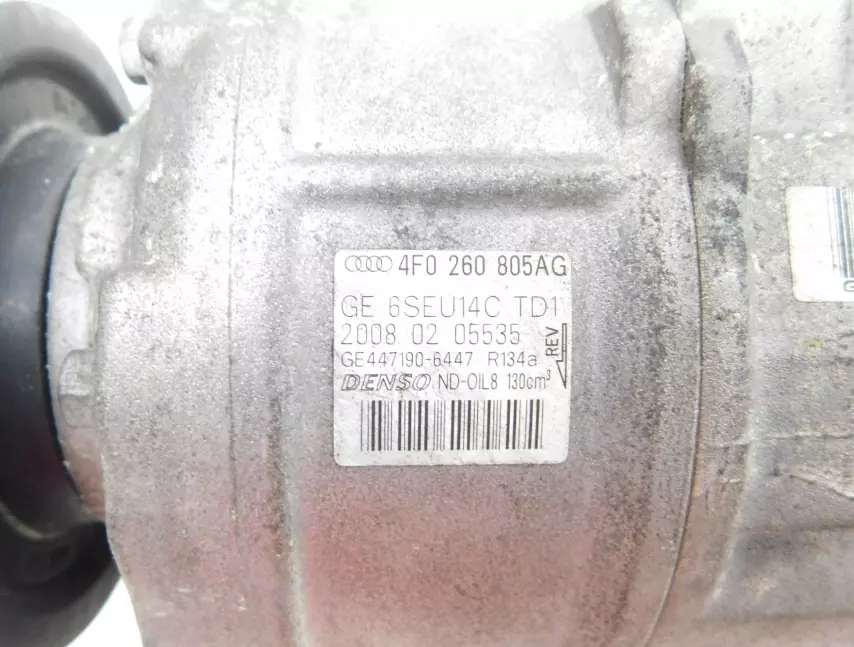 4F0 260 805AG
GE 6SEU14C TD1
2008 02 05535
REV
GE447190-6447 R134a
DENSO ND-OIL8 130cm³